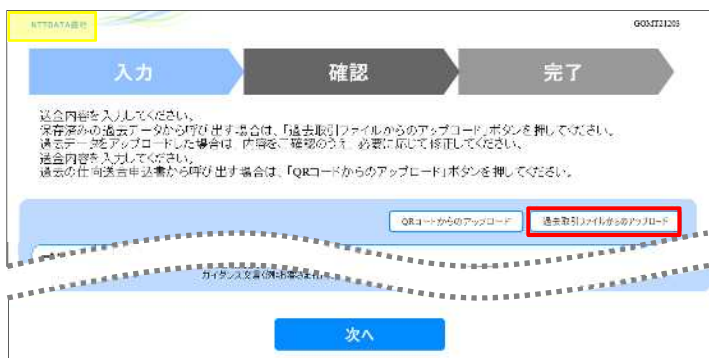 NTTDATA銀行
GOMT21203
入力
確認
完了
送金内容を入力してください。
保存済みの過去データから呼び出す場合は、「過去取引ファイルからのアップロード」ボタンを押してください。
過去データをアップロードした場合は、内容をご確認のうえ、必要に応じて修正してください。
送金内容を入力してください。
過去の仕向送金申込書から呼び出す場合は、「QRコードからのアップロード」ボタンを押してください。
QRコードからのアップロード
過去取引ファイルからのアップロード
次へ